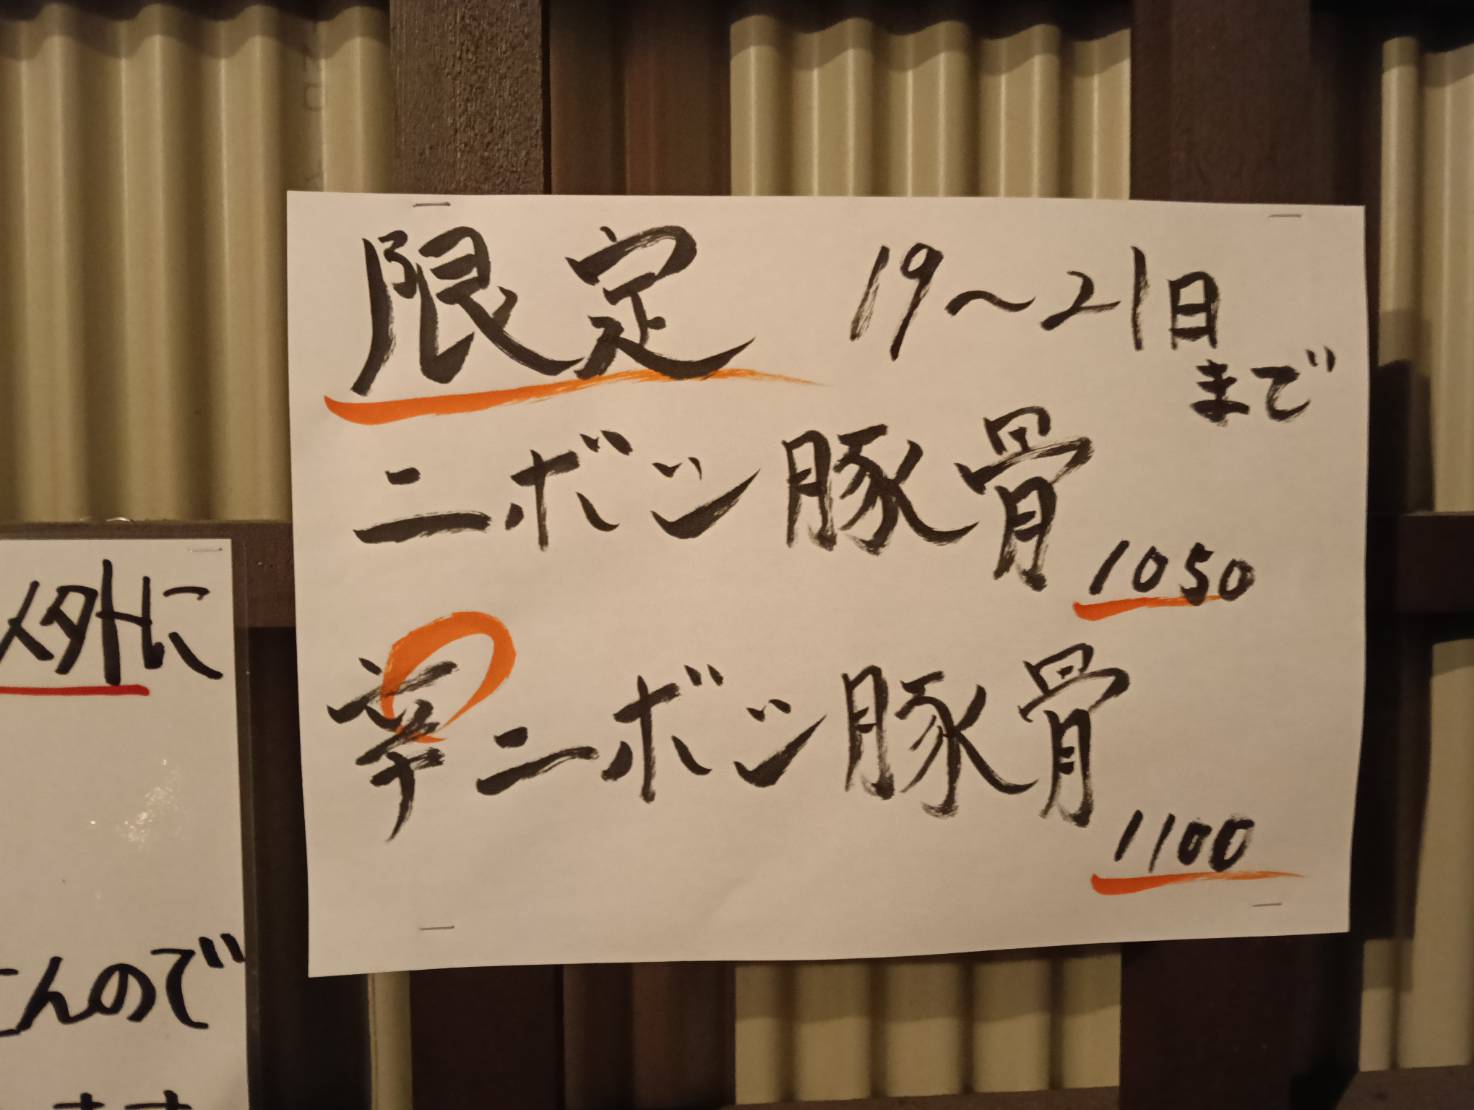 限定 19〜21日
まで
ニボシ豚骨
1050
辛ニボシ豚骨
1100
メ外に
んので